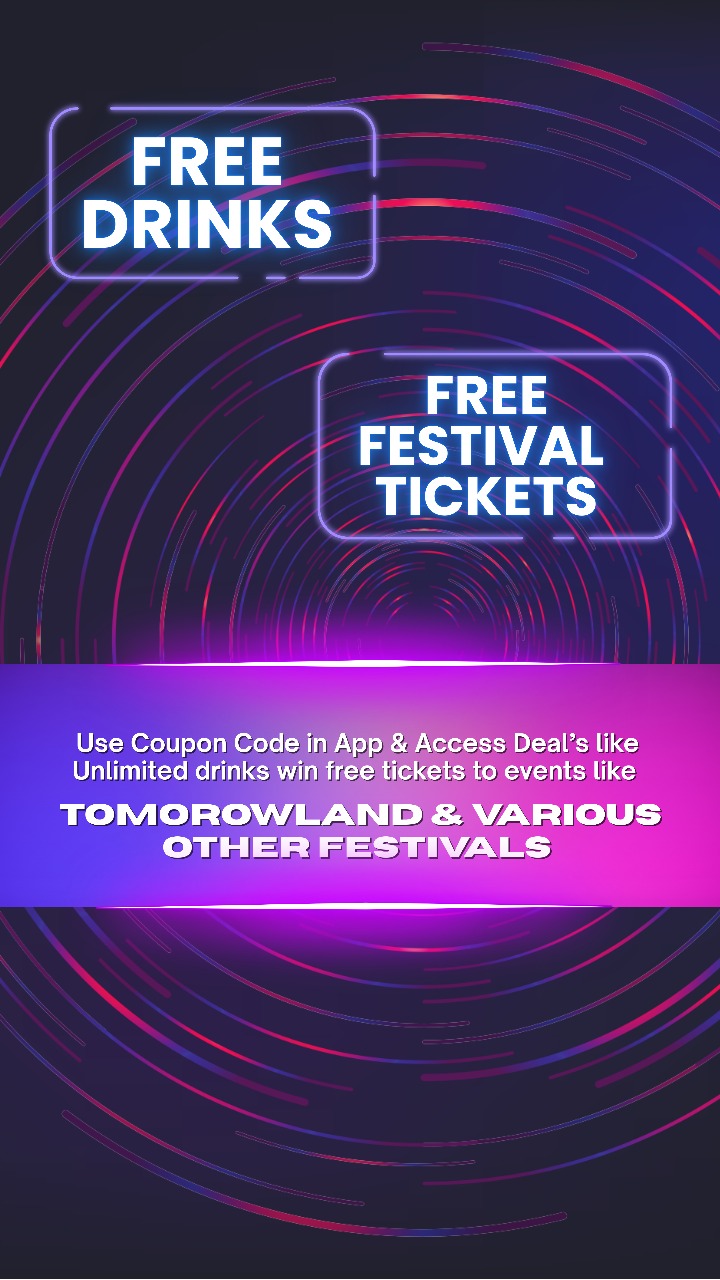 FREE
DRINKS
FREE
FESTIVAL
TICKETS
Use Coupon Code in App & Access Deal's like
Unlimited drinks win free tickets to events like
TOMOROWLAND & VARIOUS
OTHER FESTIVALS